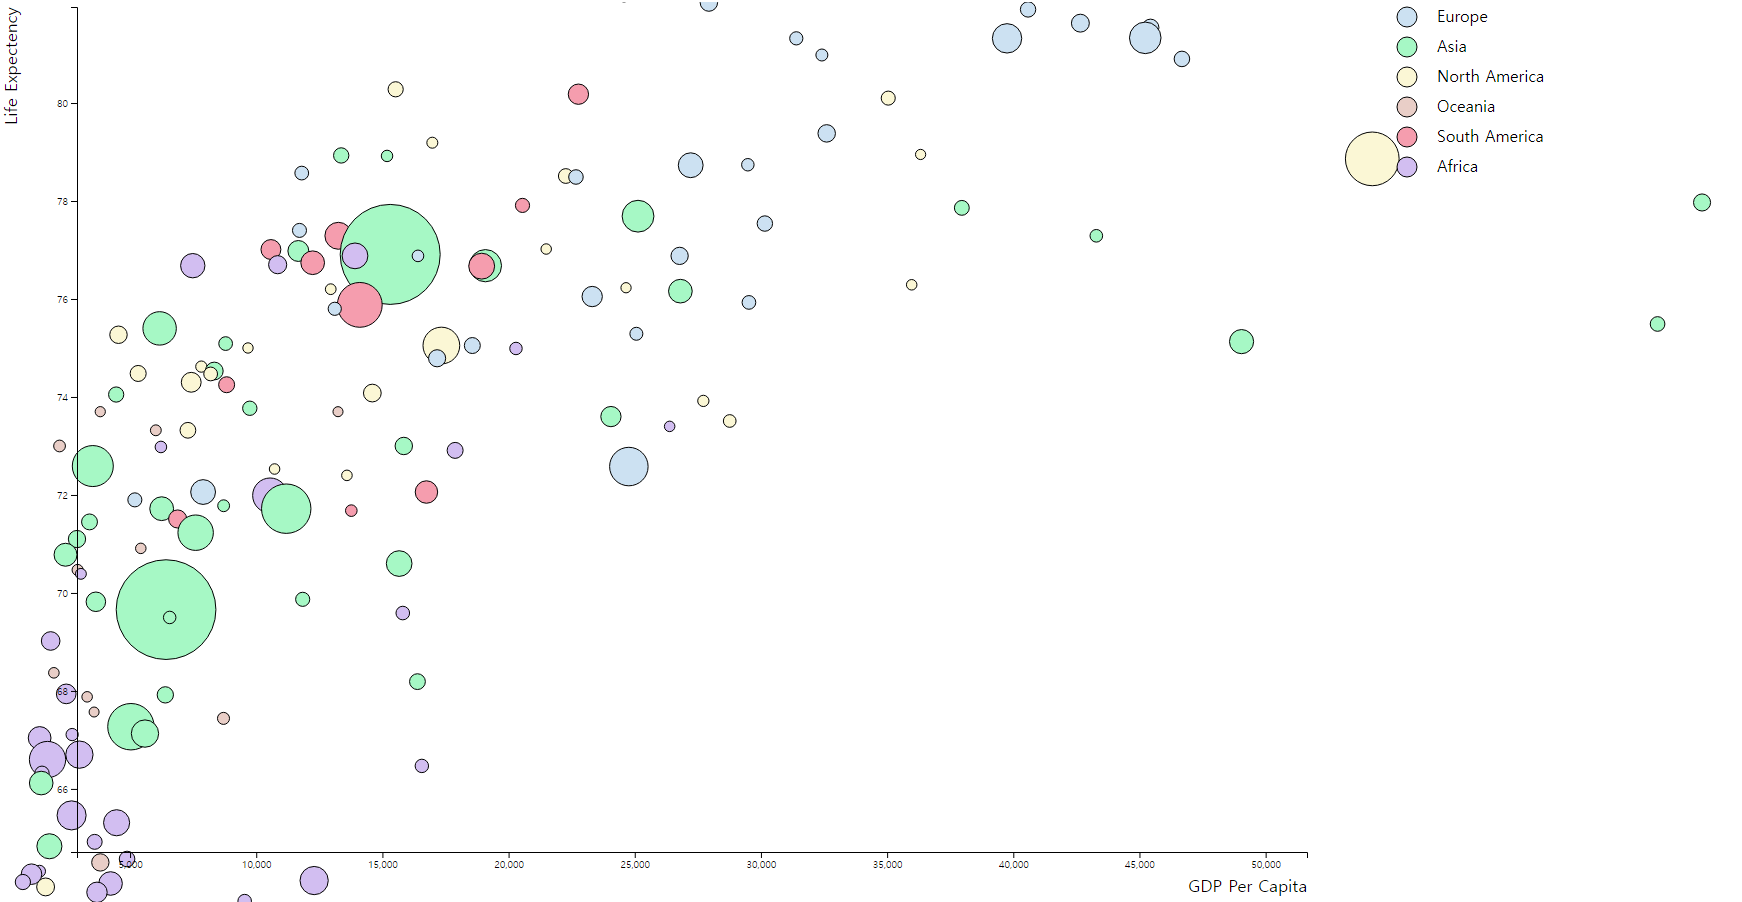 Life Expectency
80
78
76
74
72
70
68
66
5,000
10,000
15,000
20,000
25,000
30,000
35,000
40,000
45,000
50,000
GDP Per Capita
Europe
Asia
North America
Oceania
South America
Africa